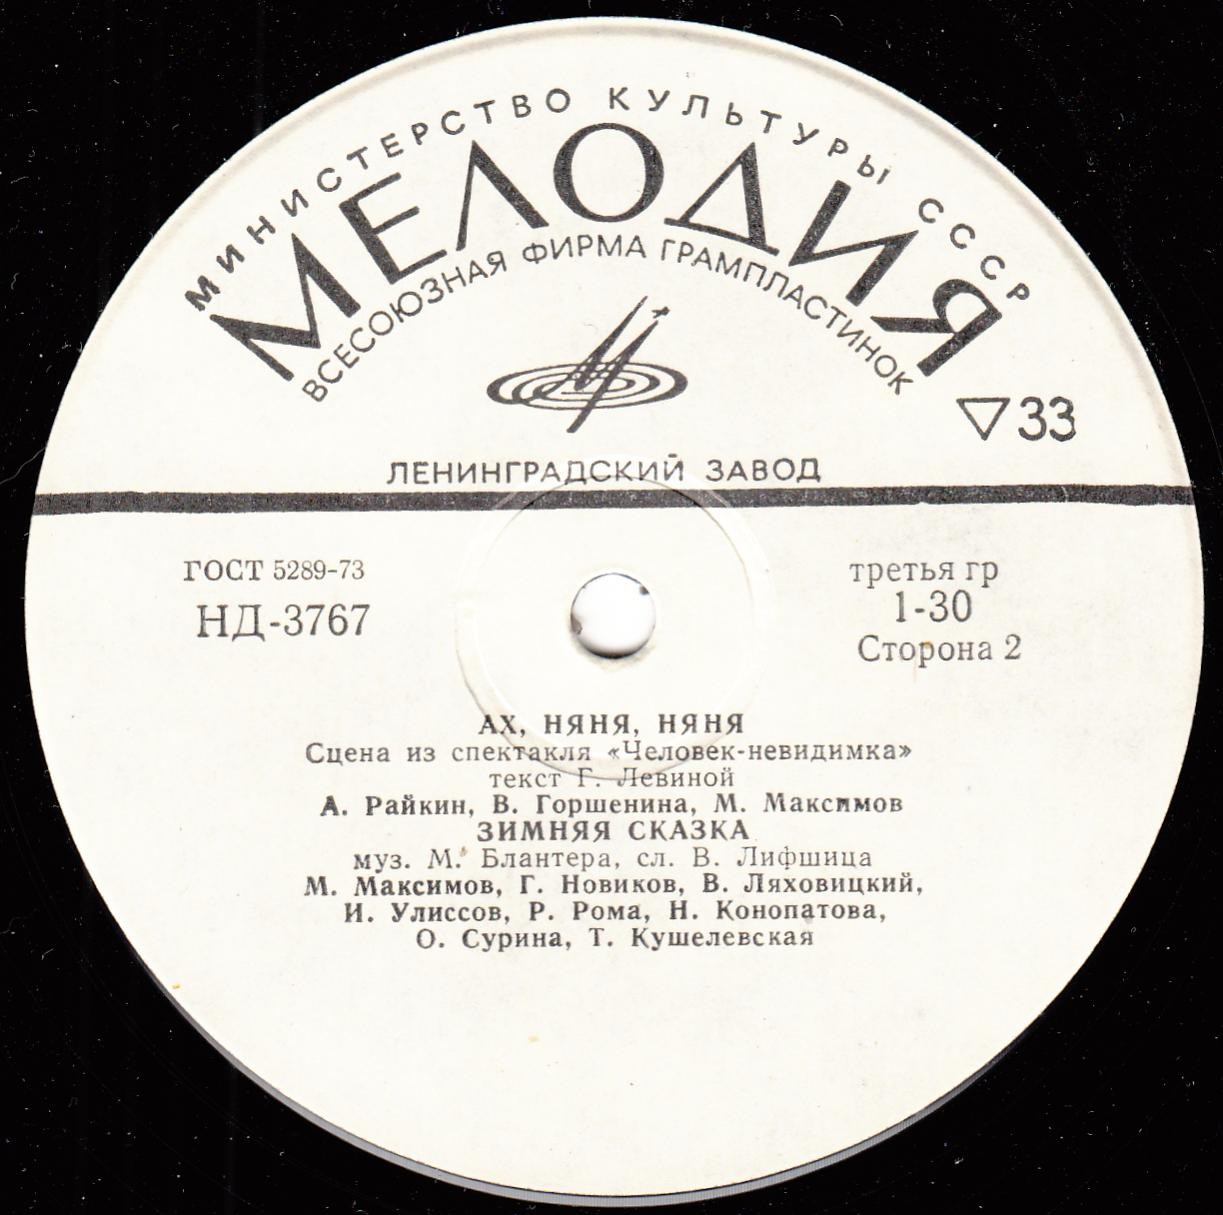 МИНИСТЕРСТВО КУЛЬТУРЫ СССР
МЕЛОДИЯ
ВСЕСОЮЗНАЯ ФИРМА ГРАМПЛАСТИНОК
33
ЛЕНИНГРАДСКИЙ ЗАВОД
ГОСТ 5289-73
НД-3767
третья гр
1-30
Сторона 2
АХ, НЯНЯ, НЯНЯ
Сцена из спектакля «Человек-невидимка»
текст Г. Левиной
А. Райкин, В. Горшенина, М. Максимов
ЗИМНЯЯ СКАЗКА
муз. М. Блантера, сл. В. Лифшица
М. Максимов, Г. Новиков, В. Ляховицкий,
И. Улиссов, Р. Рома, Н. Конопатова,
О. Сурина, Т. Кушелевская